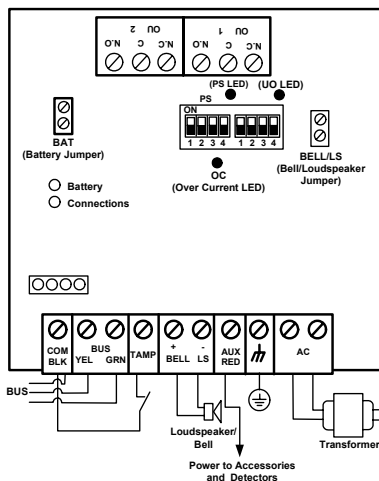 2 OU
1 OU
N.O C N.C N.O C N.C
(PS LED) (UO LED)
PS
ON
1 2 3 4 1 2 3 4
BAT
(Battery Jumper)
OC
(Over Current LED)
BELL/LS
(Bell/Loudspeaker
Jumper)
Battery
Connections
COM
BLK
BUS
YEL GRN
TAMP
+ -
BELL LS
AUX
RED
AC
BUS
Loudspeaker/
Bell
Transformer
Power to Accessories
and Detectors